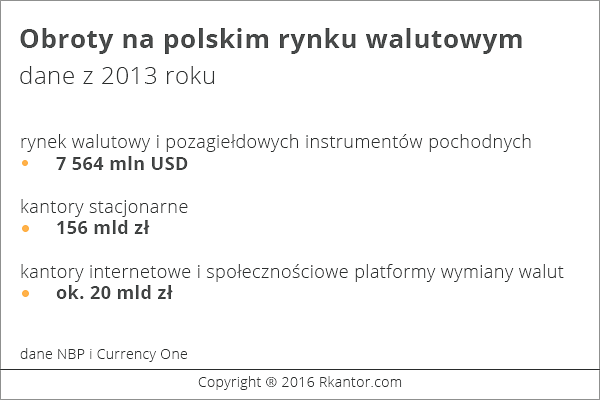 Obroty na polskim rynku walutowym
dane z 2013 roku
rynek walutowy i pozagiełdowych instrumentów pochodnych
• 7 564 mln USD
kantory stacjonarne
• 156 mld zł
kantory internetowe i społecznościowe platformy wymiany walut
• ok. 20 mld zł
dane NBP i Currency One
Copyright ® 2016 Rkantor.com